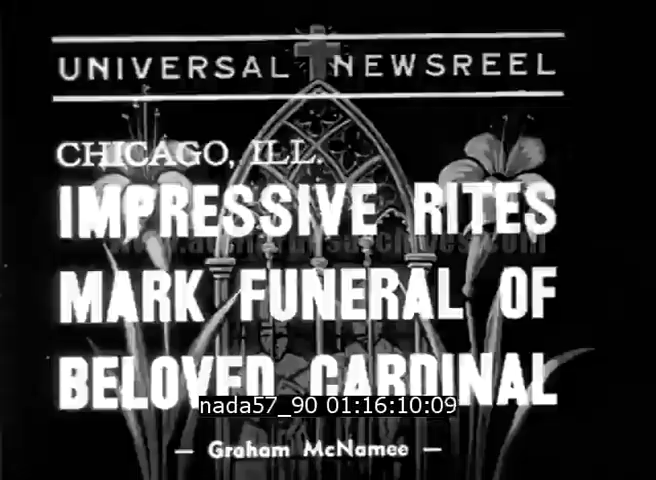 UNIVERSAL NEWSREEL
CHICAGO, ILL.
IMPRESSIVE RITES
MARK FUNERAL OF
BELOVED CARDINAL
nada57_90 01:16:10:09
— Graham McNamee —